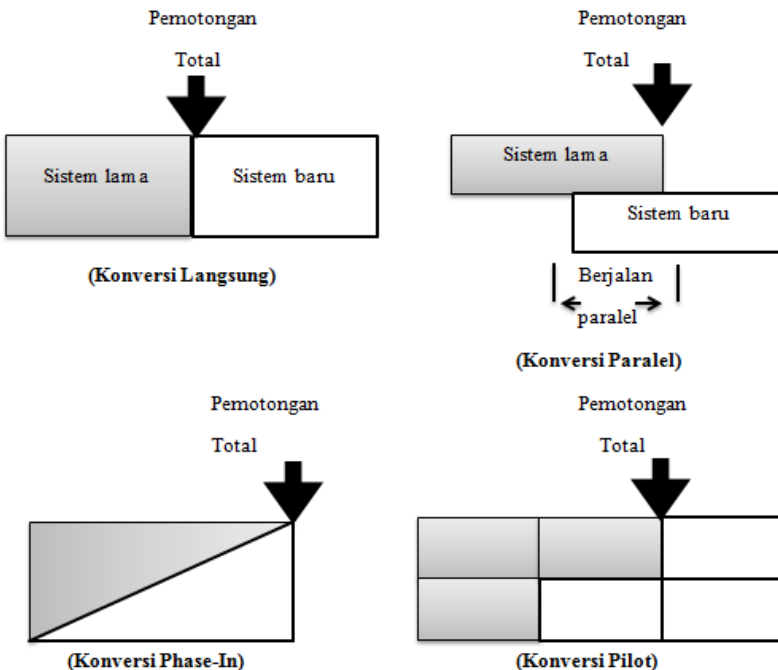 Pemotongan
Total
Sistem lama
Sistem baru
(Konversi Langsung)
Pemotongan
Total
Sistem lama
Sistem baru
Berjalan
paralel
(Konversi Paralel)
Pemotongan
Total
(Konversi Phase-In)
Pemotongan
Total
(Konversi Pilot)